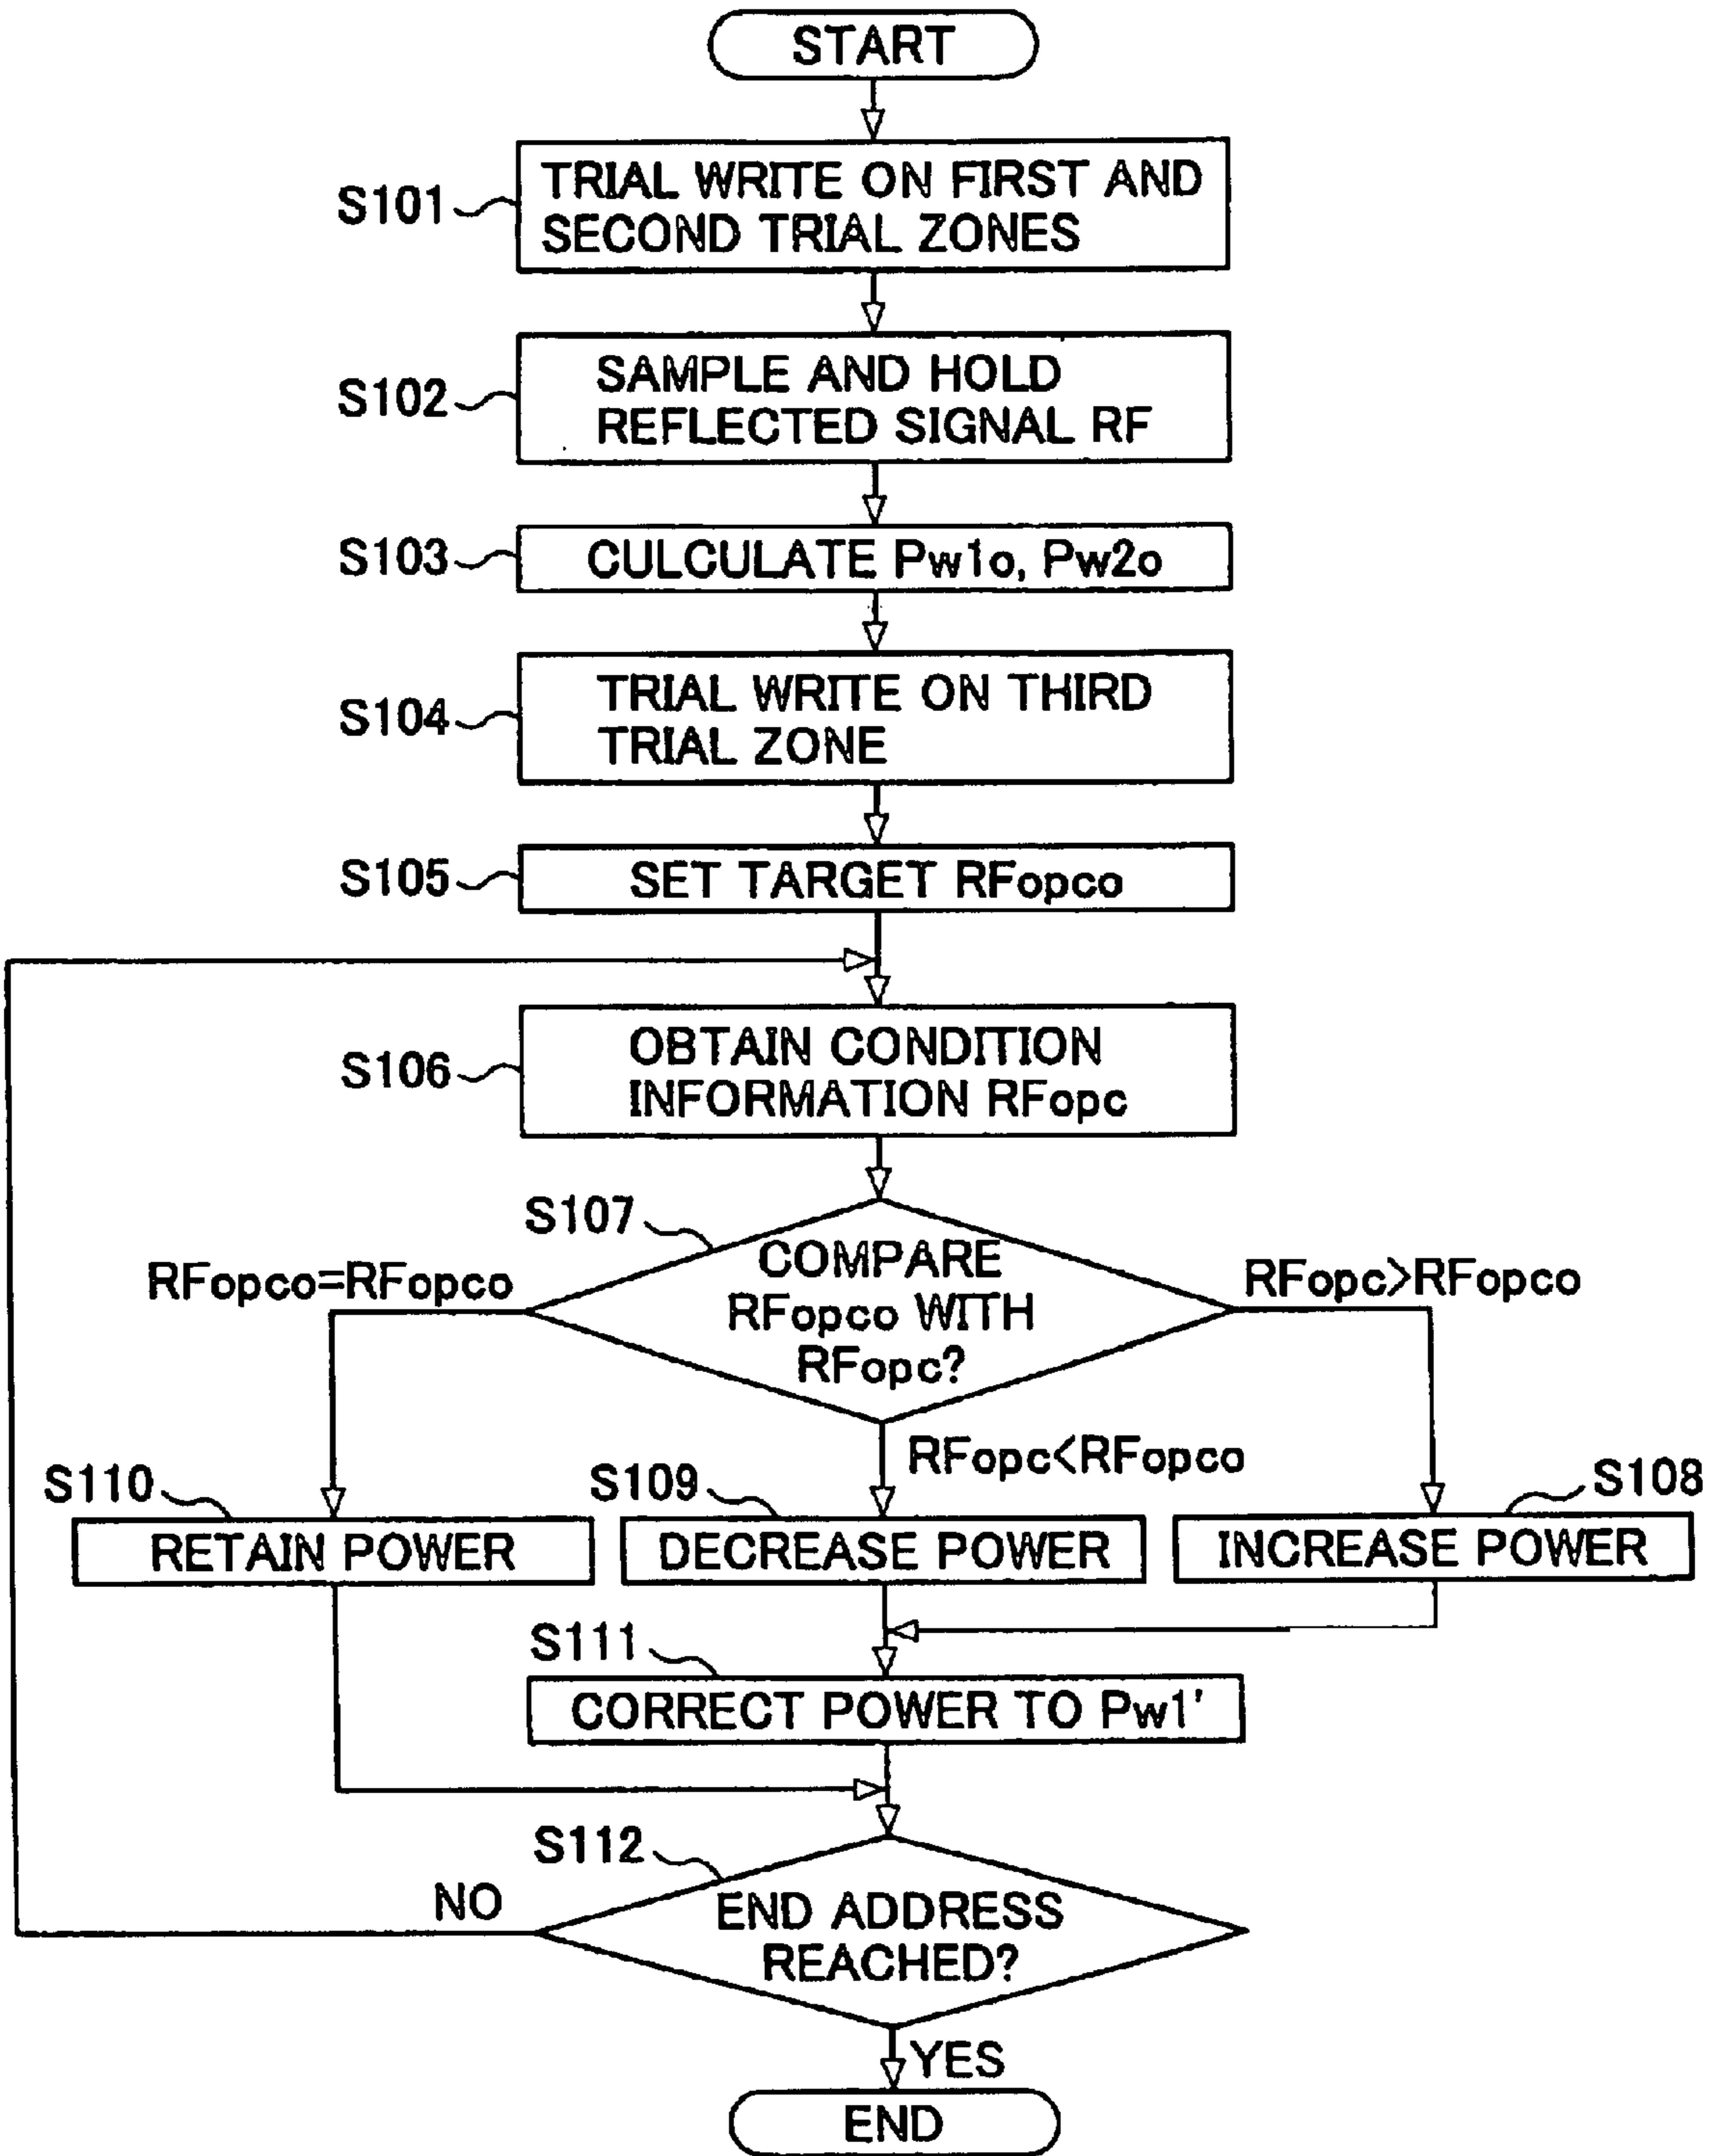 START
S101
TRIAL WRITE ON FIRST AND
SECOND TRIAL ZONES
S102
SAMPLE AND HOLD
REFLECTED SIGNAL RF
S103
CULCULATE Pw1o, Pw2o
S104
TRIAL WRITE ON THIRD
TRIAL ZONE
S105
SET TARGET RFopco
S106
OBTAIN CONDITION
INFORMATION RFopc
S107
COMPARE
RFopco WITH
RFopc?
RFopco=RFopco
RFopc>RFopco
RFopc<RFopco
S110
RETAIN POWER
S109
DECREASE POWER
S108
INCREASE POWER
S111
CORRECT POWER TO Pw1'
S112
END ADDRESS
REACHED?
NO
YES
END